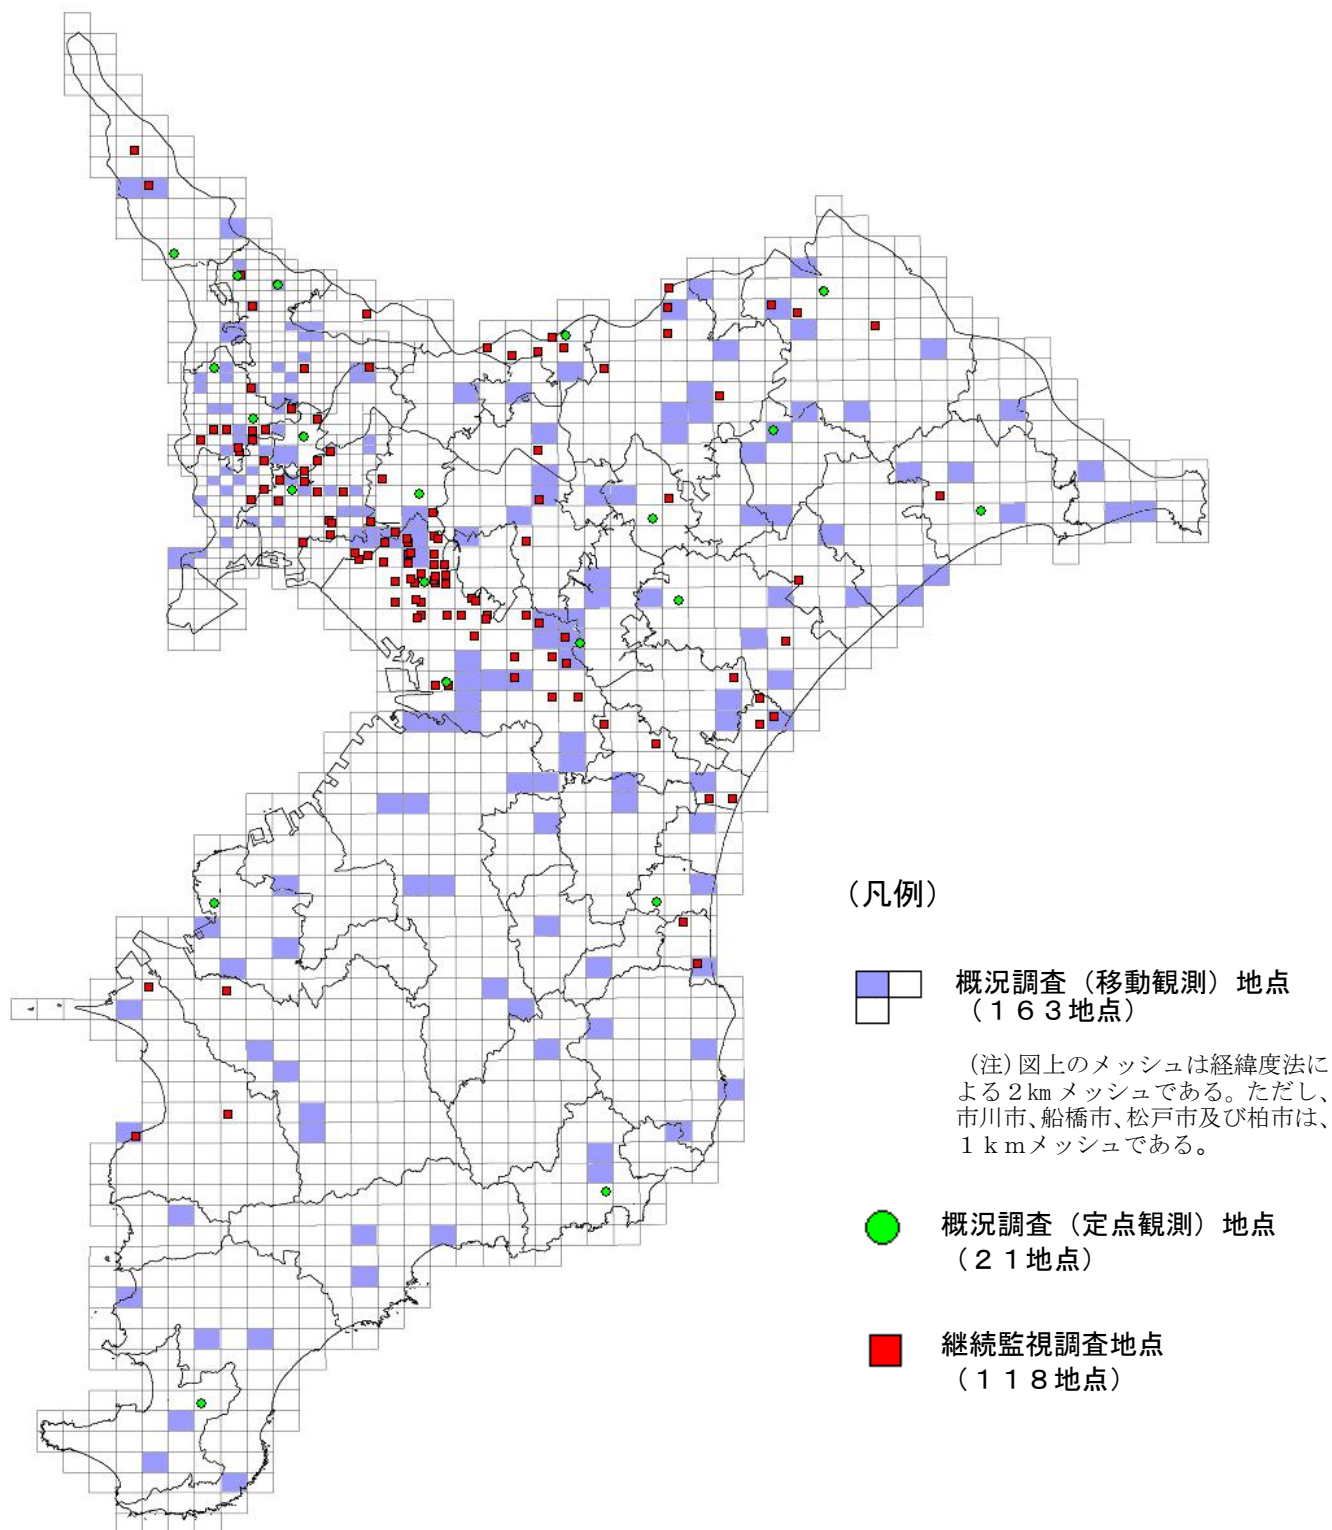 （凡例）
概況調査（移動観測）地点
（１６３地点）
（注）図上のメッシュは経緯度法に
よる２㎞メッシュである。ただし、
市川市、船橋市、松戸市及び柏市は、
１ｋｍメッシュである。
概況調査（定点観測）地点
（２１地点）
継続監視調査地点
（１１８地点）